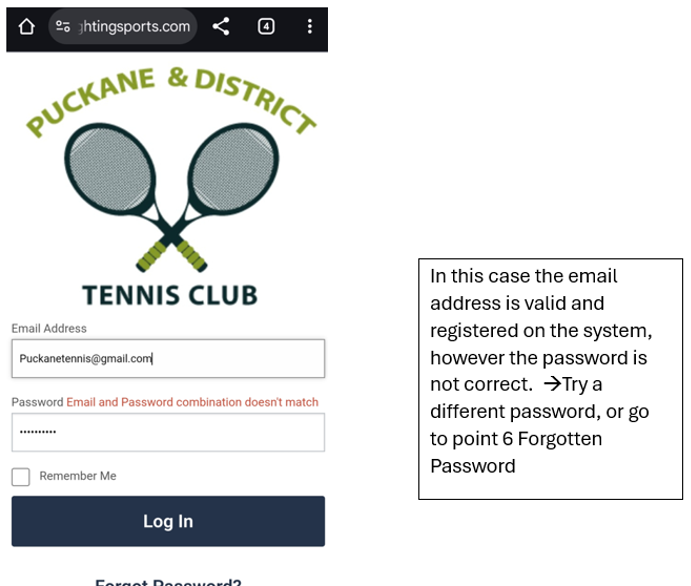 ghtingsports.com
4
PUCKANE & DISTRICT
TENNIS CLUB
Email Address
Puckanetennis@gmail.com
Password Email and Password combination doesn't match
Remember Me
Log In
Forgot Password?
In this case the email
address is valid and
registered on the system,
however the password is
not correct. →Try a
different password, or go
to point 6 Forgotten
Password